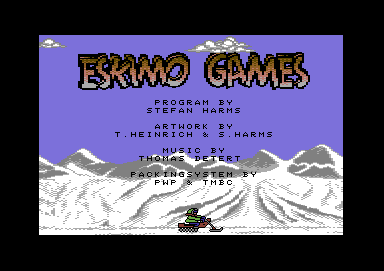 ESKIMO GAMES
PROGRAM BY
STEFAN HARMS
ARTWORK BY
T.HEINRICH & S.HARMS
MUSIC BY
THOMAS DETERT
PACKINGSYSTEM BY
PWP & TMBC